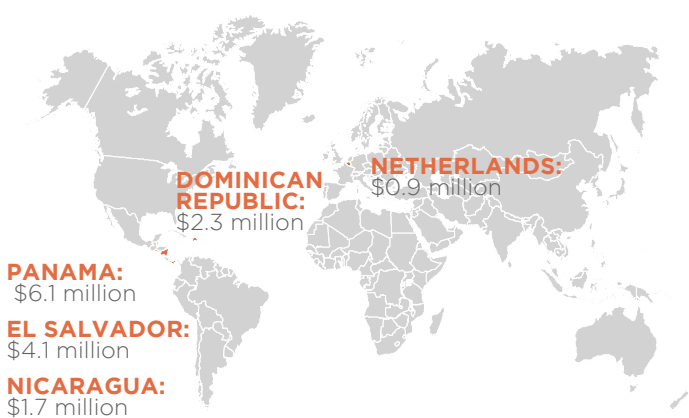 DOMINICAN
REPUBLIC:
$2.3 million
NETHERLANDS:
$0.9 million
PANAMA:
$6.1 million
EL SALVADOR:
$4.1 million
NICARAGUA:
$1.7 million